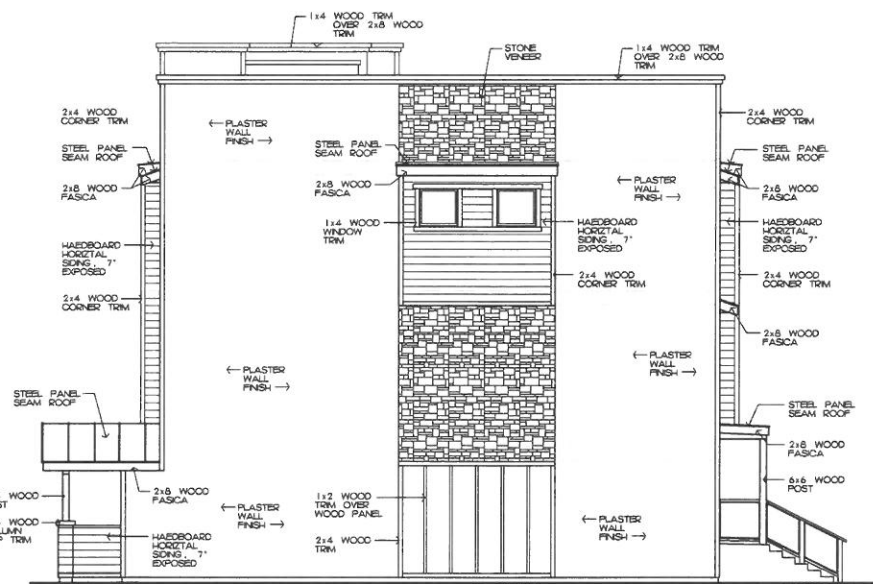 1x4 WOOD TRIM
OVER 2x8 WOOD
TRIM
STONE
VENEER
1x4 WOOD TRIM
OVER 2x8 WOOD
TRIM
2x4 WOOD
CORNER TRIM
← PLASTER
WALL
FINISH →
2x4 WOOD
CORNER TRIM
STEEL PANEL
SEAM ROOF
STEEL PANEL
SEAM ROOF
STEEL PANEL
SEAM ROOF
2x8 WOOD
FASICA
2x8 WOOD
FASICA
← PLASTER
WALL
FINISH →
2x8 WOOD
FASICA
1x4 WOOD
WINDOW
TRIM
HAEDBOARD
HORIZTAL
SIDING, 7"
EXPOSED
HAEDBOARD
HORIZTAL
SIDING, 7"
EXPOSED
HAEDBOARD
HORIZTAL
SIDING, 7"
EXPOSED
2x4 WOOD
CORNER TRIM
2x4 WOOD
CORNER TRIM
2x4 WOOD
CORNER TRIM
2x8 WOOD
FASICA
← PLASTER
WALL
FINISH →
← PLASTER
WALL
FINISH →
STEEL PANEL
SEAM ROOF
STEEL PANEL
SEAM ROOF
2x8 WOOD
FASICA
6x6 WOOD
POST
WOOD
ST
2x8 WOOD
FASICA
1x2 WOOD
TRIM OVER
WOOD PANEL
← PLASTER
WALL
FINISH →
← PLASTER
WALL
FINISH →
WOOD
LUMN
TRIM
HAEDBOARD
HORIZTAL
SIDING, 7"
EXPOSED
2x4 WOOD
TRIM